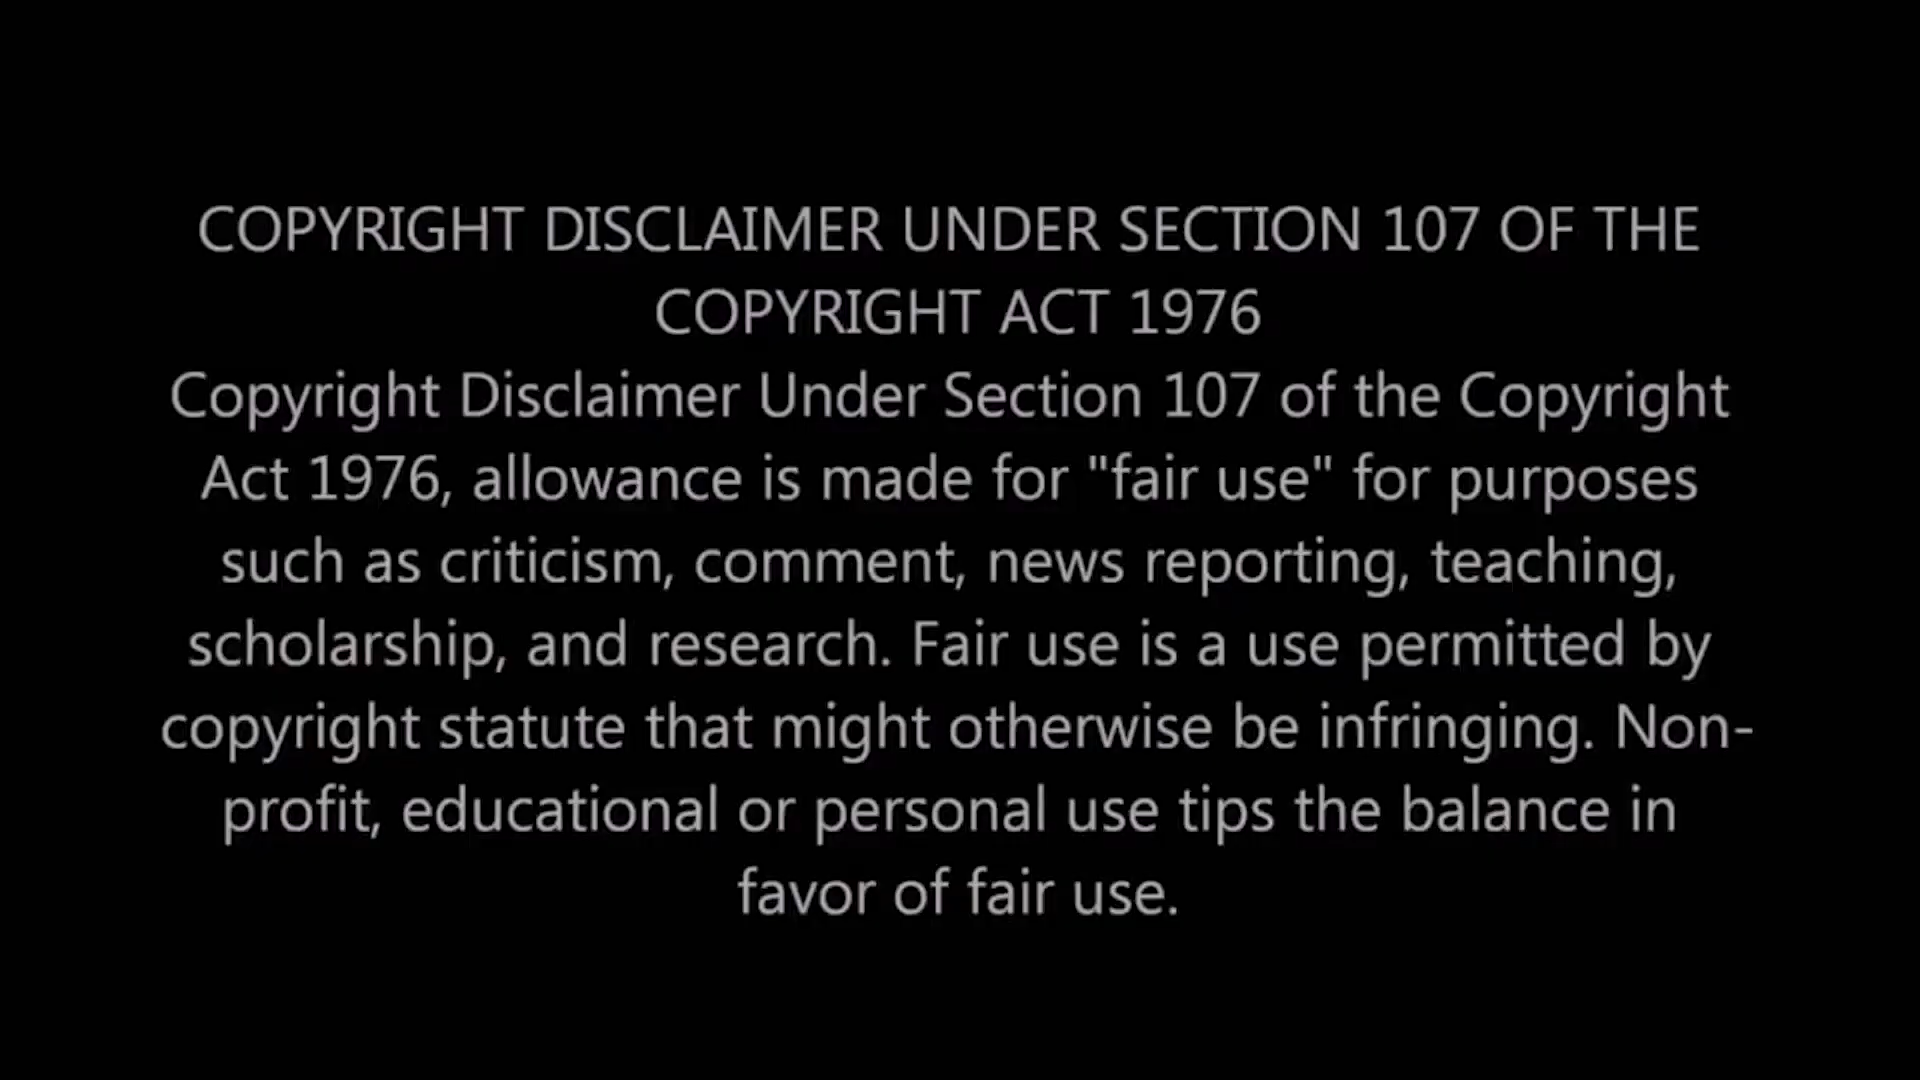 COPYRIGHT DISCLAIMER UNDER SECTION 107 OF THE
COPYRIGHT ACT 1976
Copyright Disclaimer Under Section 107 of the Copyright
Act 1976, allowance is made for "fair use" for purposes
such as criticism, comment, news reporting, teaching,
scholarship, and research. Fair use is a use permitted by
copyright statute that might otherwise be infringing. Non-
profit, educational or personal use tips the balance in
favor of fair use.